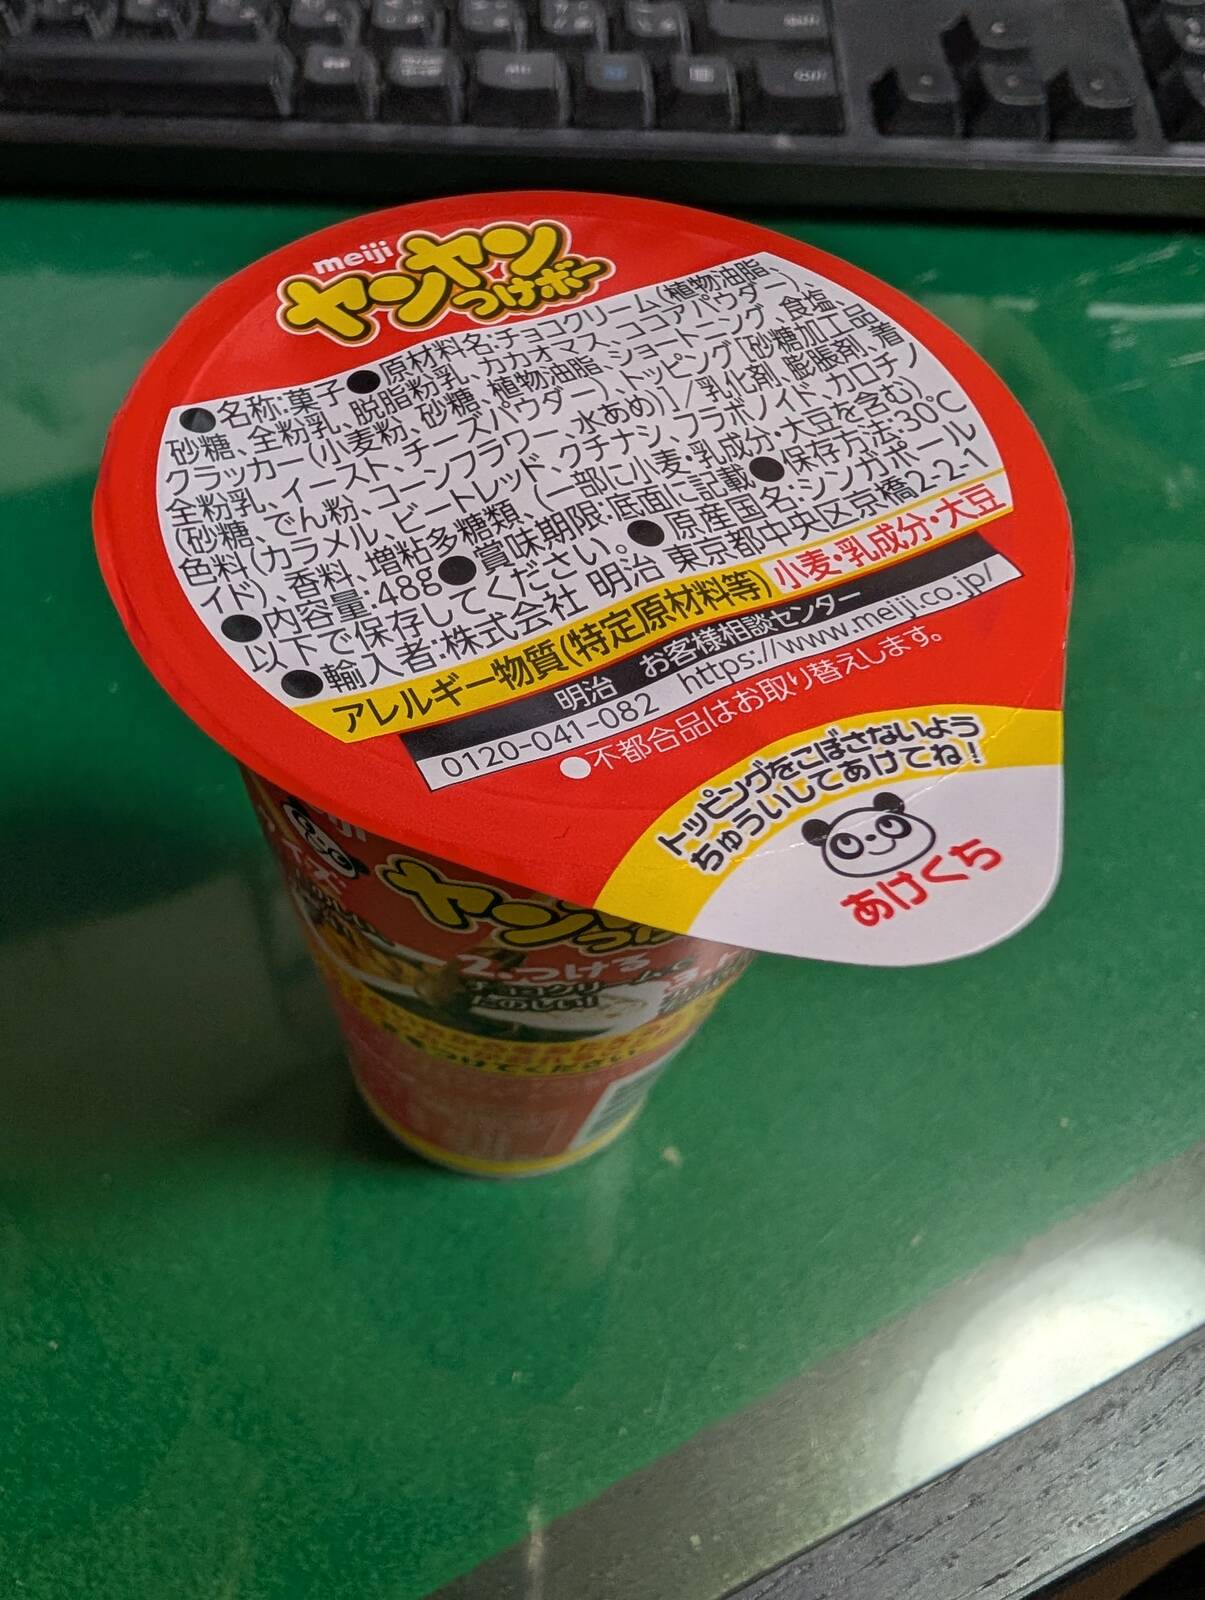 meiji
ヤンヤン
つけボー
●名称:菓子●原材料名:チョコクリーム(植物油脂、
砂糖、全粉乳、脱脂粉乳、カカオマス、ココアパウダー)、
クラッカー(小麦粉、砂糖、植物油脂、ショートニング、食塩、
全粉乳、イースト、チーズパウダー)、トッピング[砂糖加工品
(砂糖、でん粉、コーンフラワー、水あめ)]/乳化剤、膨脹剤、着
色料(カラメル、ビートレッド、クチナシ、フラボノイド、カロチノ
イド)、香料、増粘多糖類、(一部に小麦・乳成分・大豆を含む)
●内容量:48g●賞味期限:底面に記載●保存方法:30℃
以下で保存してください。●原産国名:シンガポール
●輸入者:株式会社 明治 東京都中央区京橋2-2-1
アレルギー物質(特定原材料等) 小麦・乳成分・大豆
明治 お客様相談センター
0120-041-082 https://www.meiji.co.jp/
●不都合品はお取り替えします。
トッピングをこぼさないよう
ちゅういしてあけてね!
あけくち
ヤン
2.つける